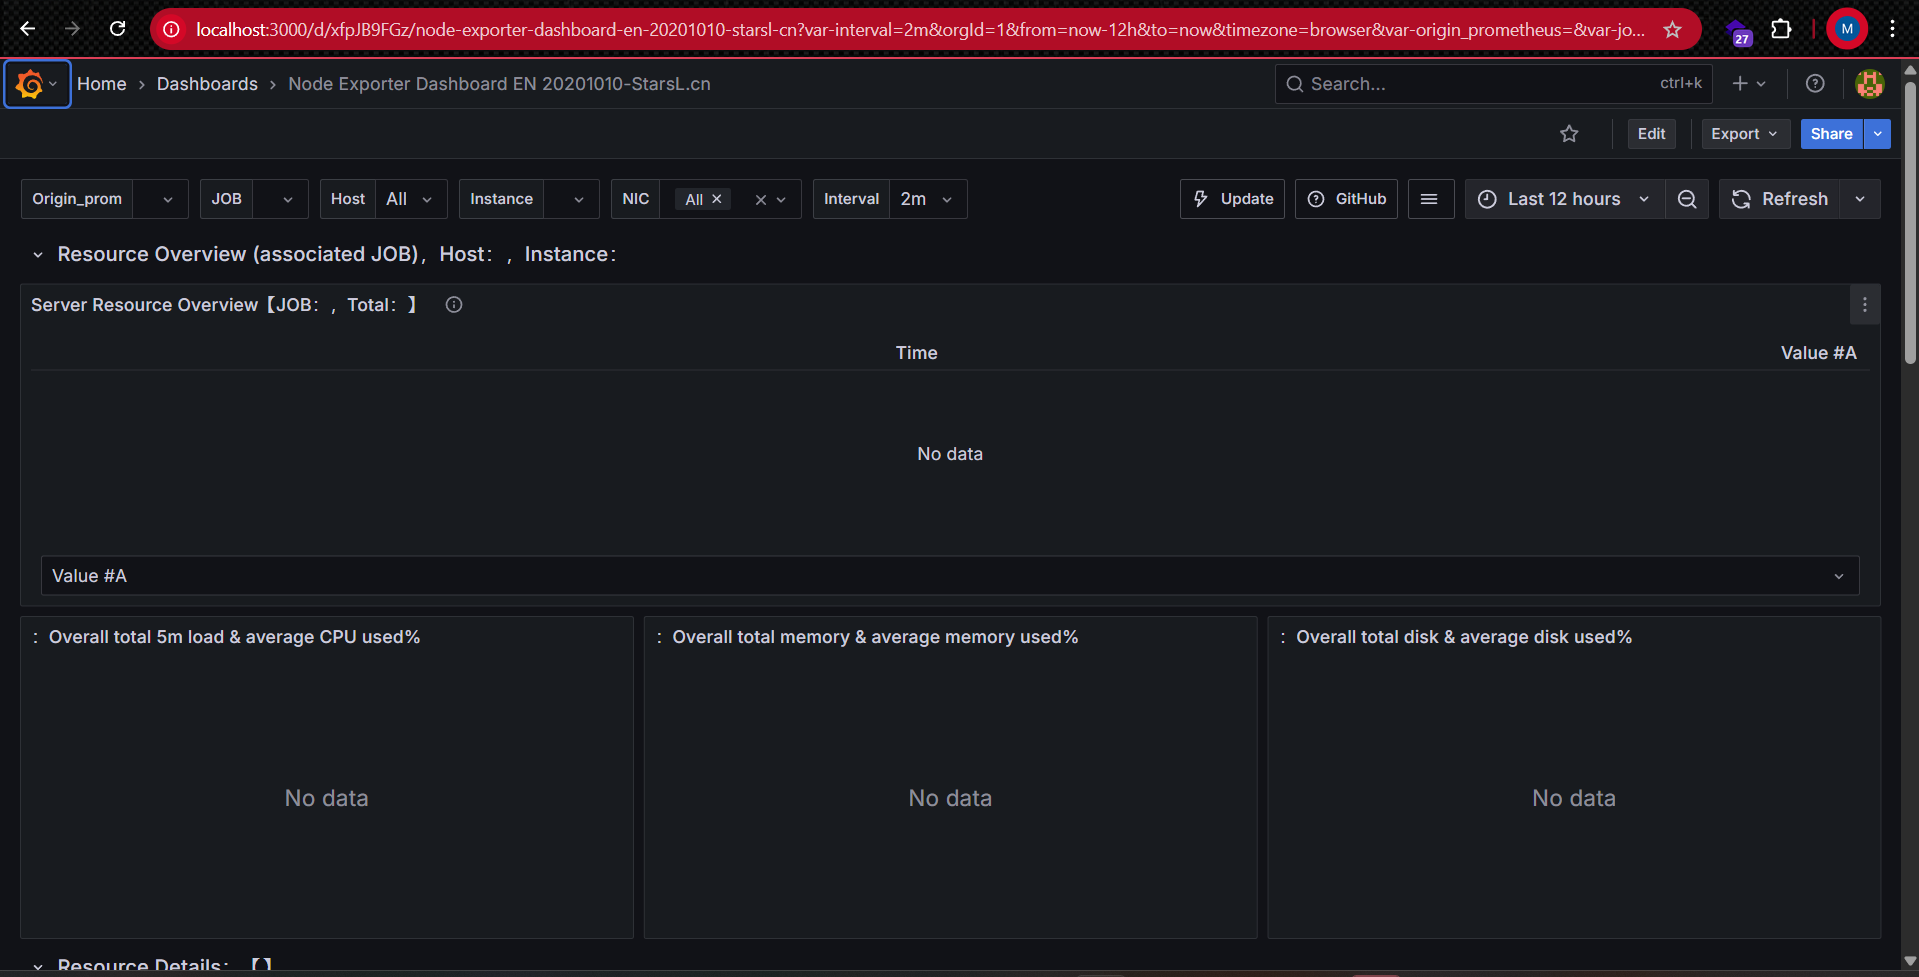 localhost:3000/d/xfpJB9FGz/node-exporter-dashboard-en-20201010-starsl-cn?var-interval=2m&orgId=1&from=now-12h&to=now&timezone=browser&var-origin_prometheus=&var-jo...
27
M
Home › Dashboards › Node Exporter Dashboard EN 20201010-StarsL.cn
Search... ctrl+k
Edit Export Share
Origin_prom JOB Host All Instance NIC All Interval 2m Update GitHub Last 12 hours Refresh
Resource Overview (associated JOB)，Host：，Instance：
Server Resource Overview【JOB：，Total：】
Time Value #A
No data
Value #A
：Overall total 5m load & average CPU used%
No data
：Overall total memory & average memory used%
No data
：Overall total disk & average disk used%
No data
Resource Details：【】